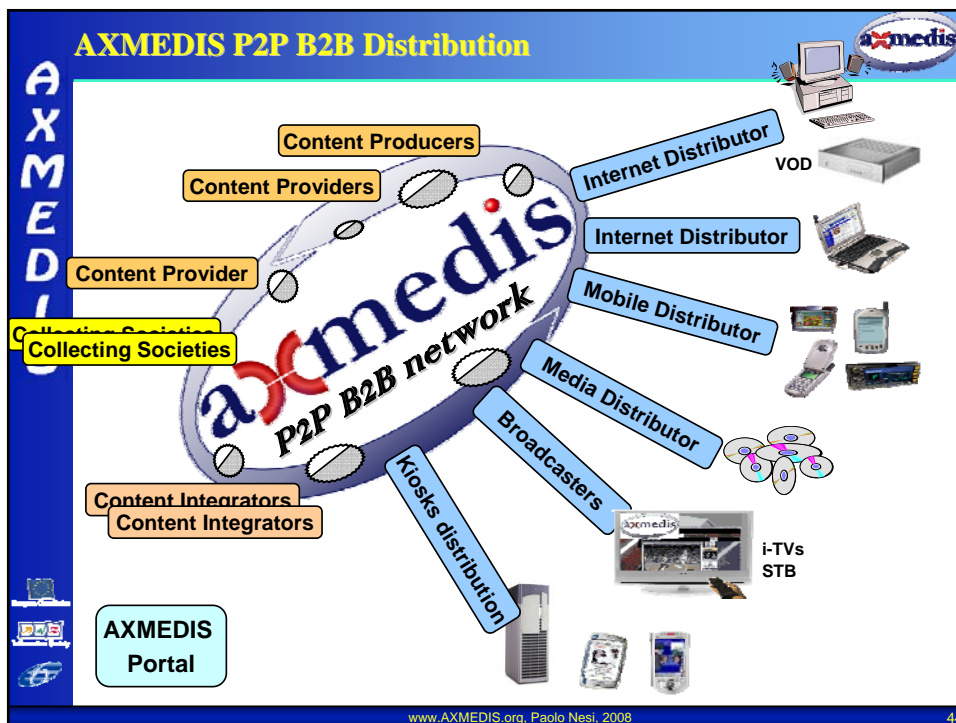 AXMEDIS P2P B2B Distribution
axmedis
AXMEDIS
Content Producers
Content Providers
Content Provider
Collecting Societies
Collecting Societies
Content Integrators
Content Integrators
axmedis
P2P B2B network
Internet Distributor
VOD
Internet Distributor
Mobile Distributor
Media Distributor
Broadcasters
Kiosks distribution
axmedis
i-TVs
STB
AXMEDIS
Portal
www.AXMEDIS.org, Paolo Nesi, 2008